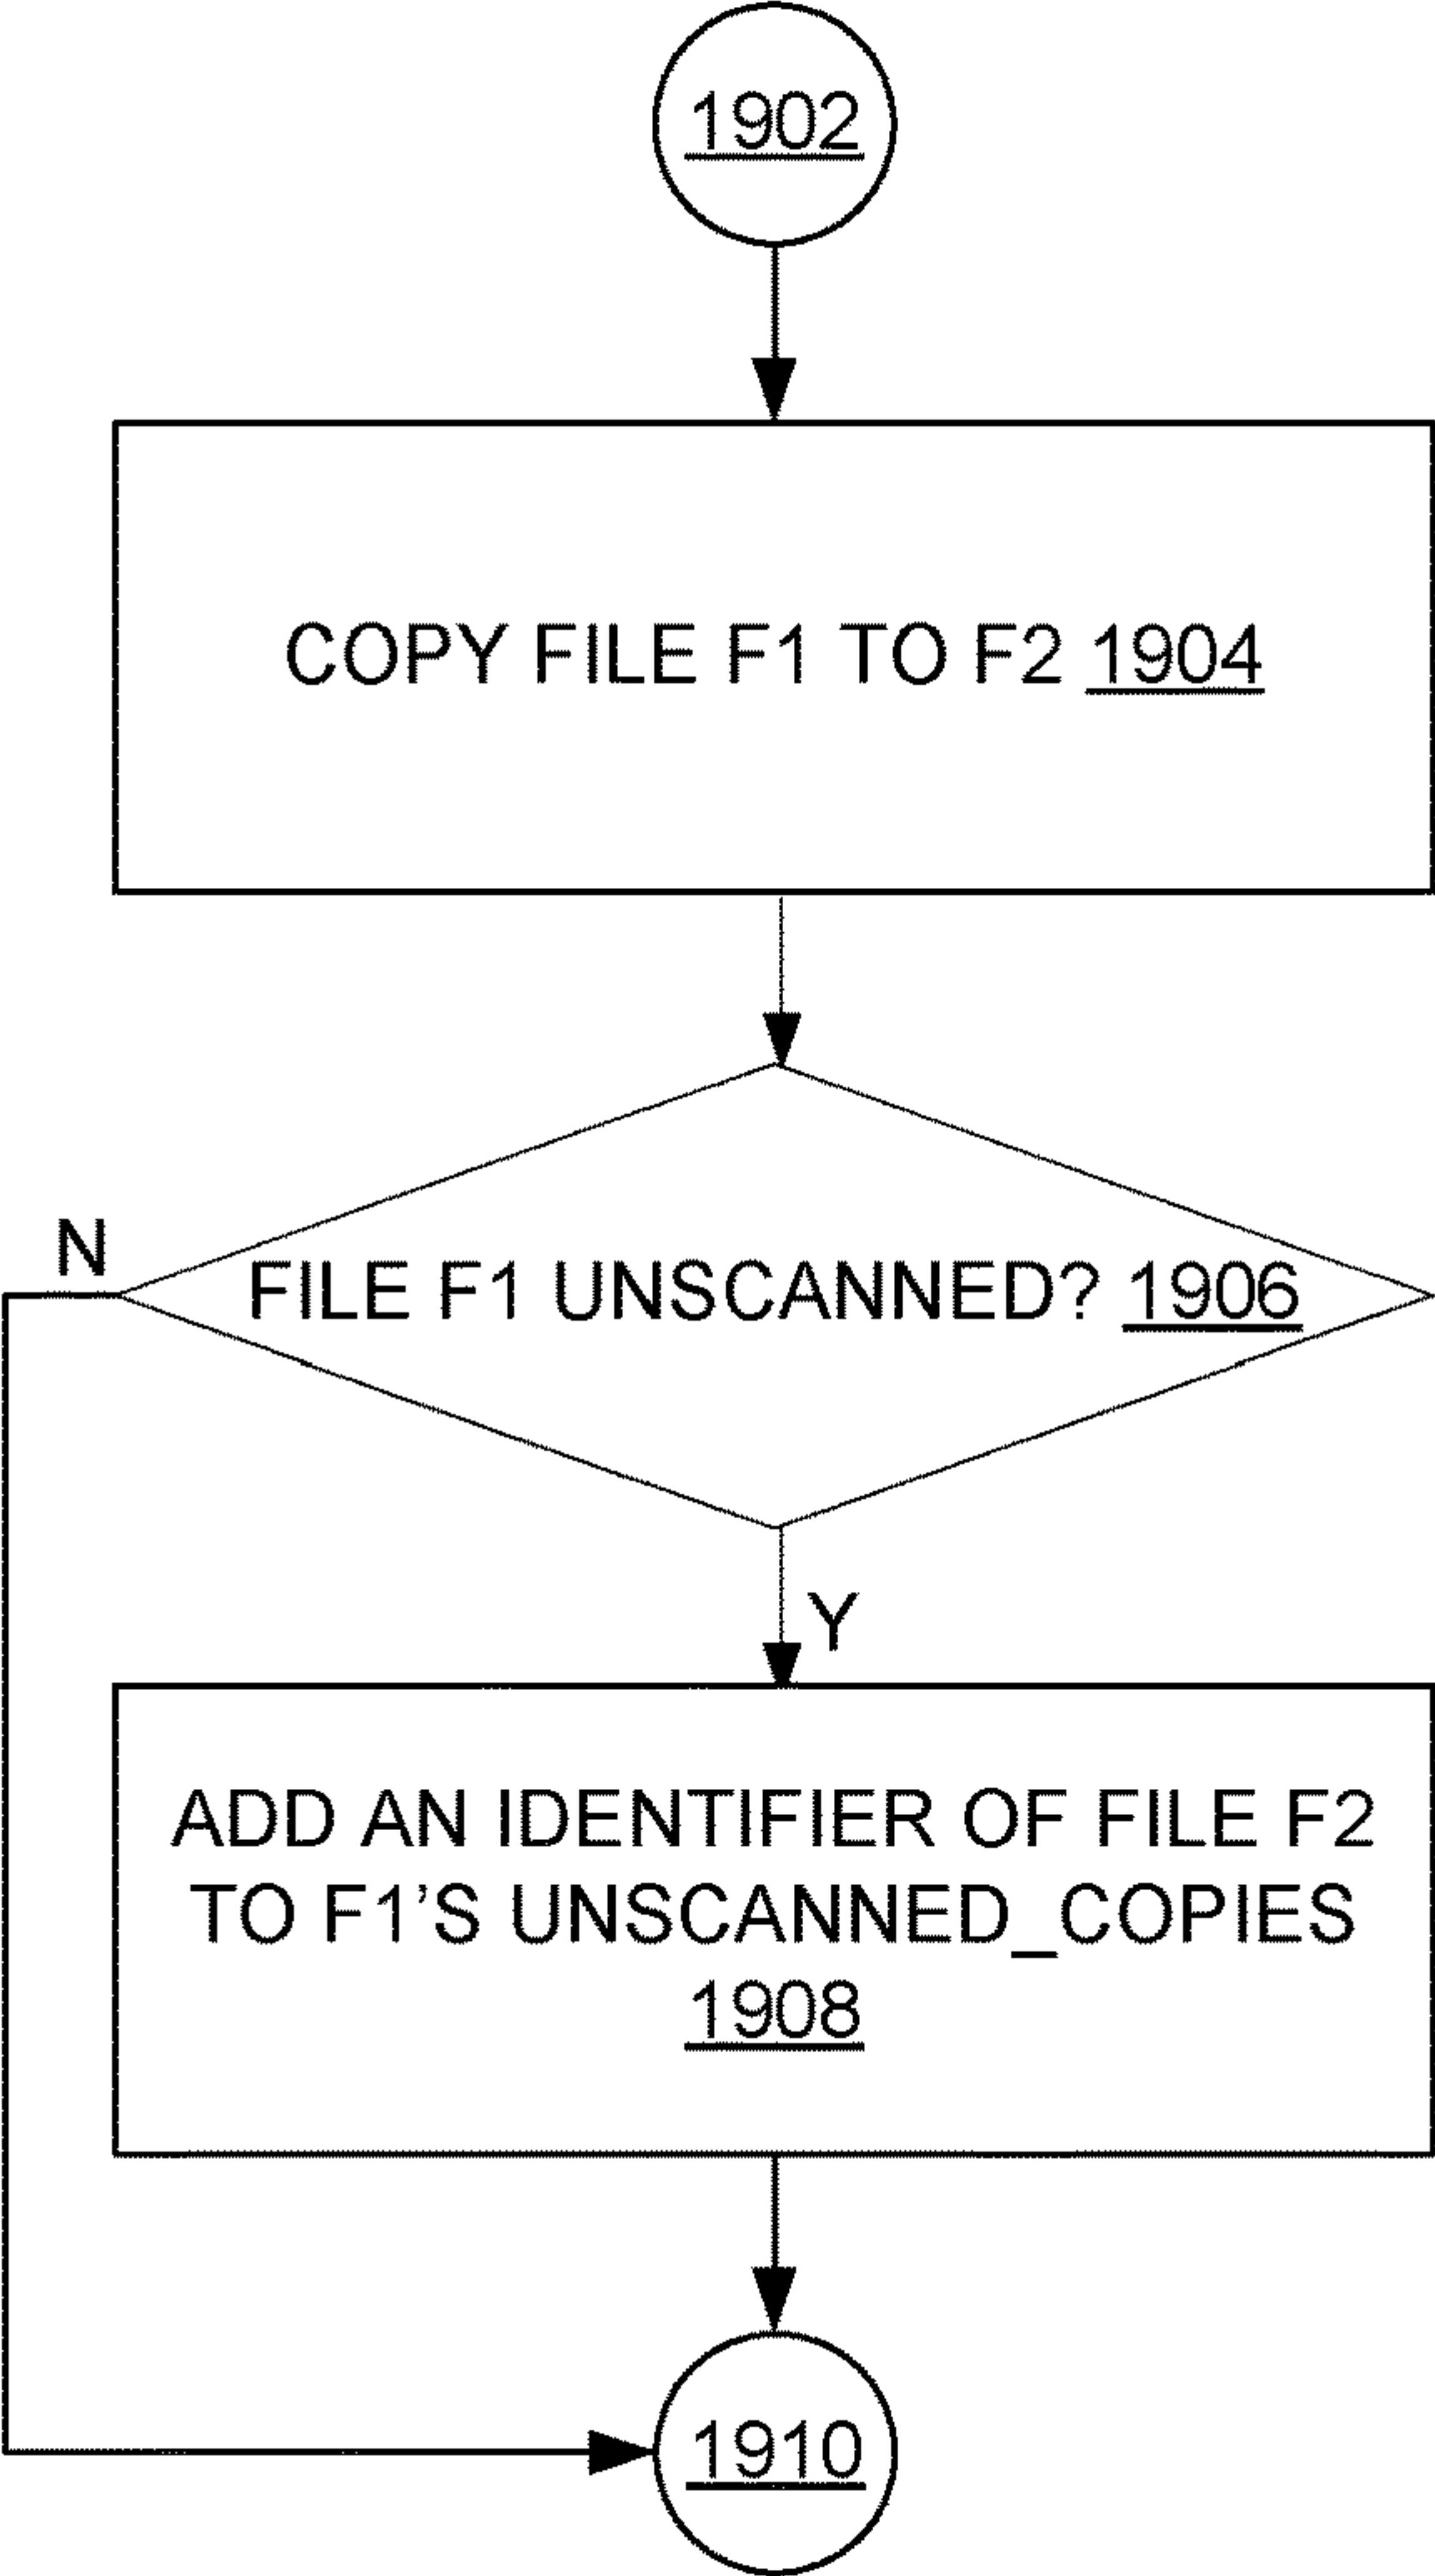 1902
COPY FILE F1 TO F2 1904
N
FILE F1 UNSCANNED? 1906
Y
ADD AN IDENTIFIER OF FILE F2
TO F1'S UNSCANNED_COPIES
1908
1910